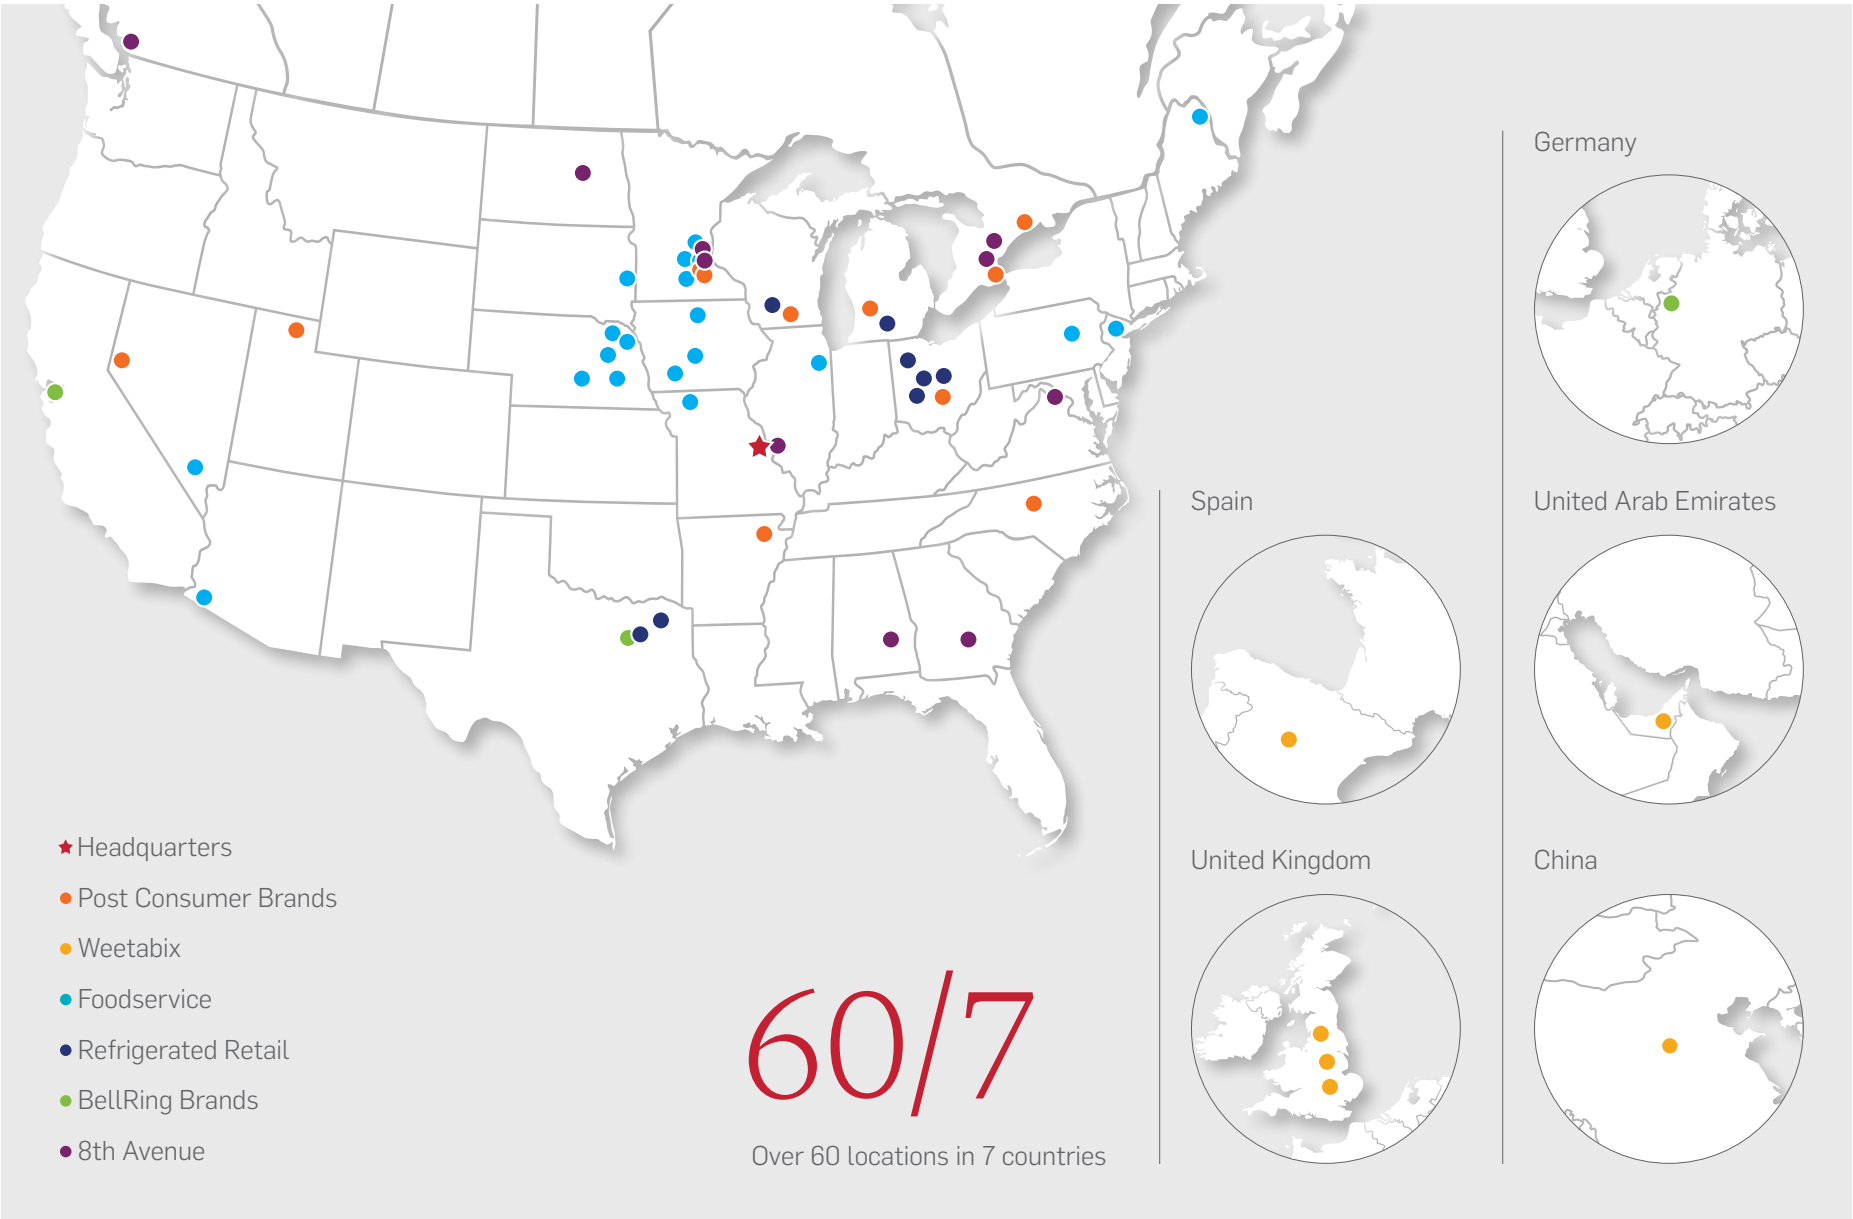 Germany
Spain
United Arab Emirates
Headquarters
United Kingdom
China
Post Consumer Brands
Weetabix
Foodservice
Refrigerated Retail
BellRing Brands
8th Avenue
60/7
Over 60 locations in 7 countries